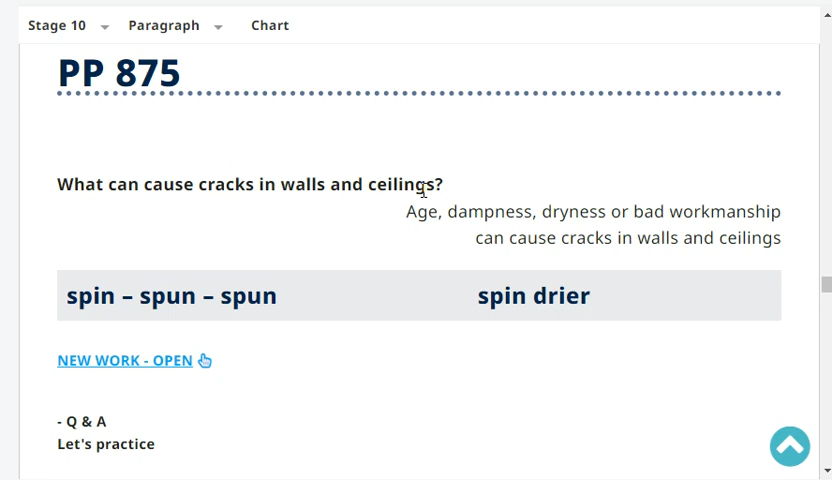 Stage 10 Paragraph Chart
PP 875
What can cause cracks in walls and ceilings?
Age, dampness, dryness or bad workmanship
can cause cracks in walls and ceilings
spin – spun – spun spin drier
NEW WORK - OPEN
- Q & A
Let's practice